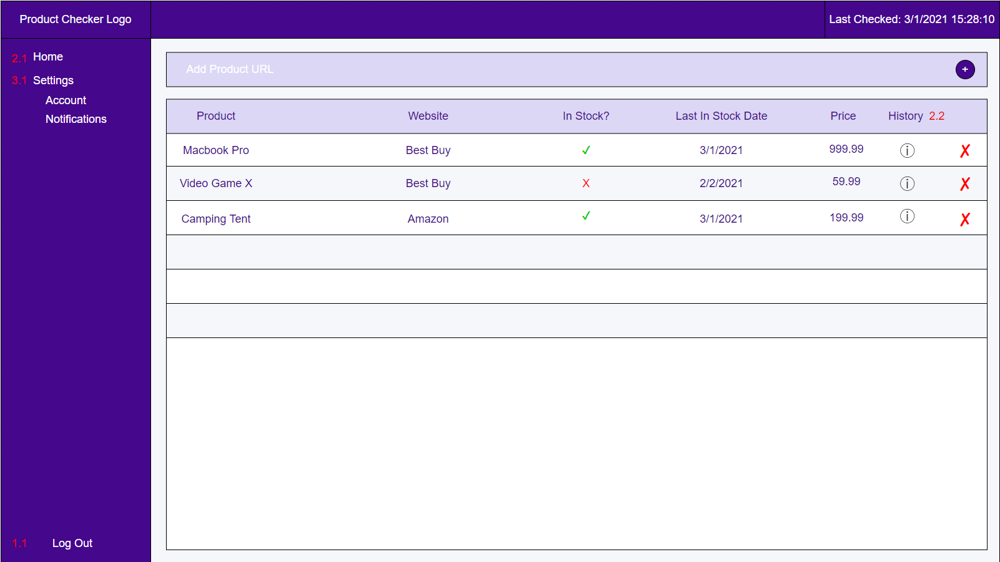 Product Checker Logo
Last Checked: 3/1/2021 15:28:10
2.1 Home
3.1 Settings
Account
Notifications
1.1 Log Out
Add Product URL
+
Product Website In Stock? Last In Stock Date Price History 2.2
Macbook Pro Best Buy ✓ 3/1/2021 999.99 ⓘ ✗
Video Game X Best Buy X 2/2/2021 59.99 ⓘ ✗
Camping Tent Amazon ✓ 3/1/2021 199.99 ⓘ ✗